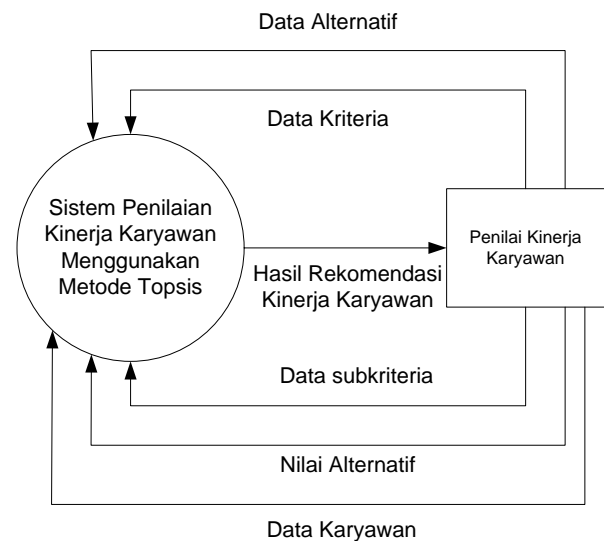 Data Alternatif
Data Kriteria
Sistem Penilaian
Kinerja Karyawan
Menggunakan
Metode Topsis
Penilai Kinerja
Karyawan
Hasil Rekomendasi
Kinerja Karyawan
Data subkriteria
Nilai Alternatif
Data Karyawan